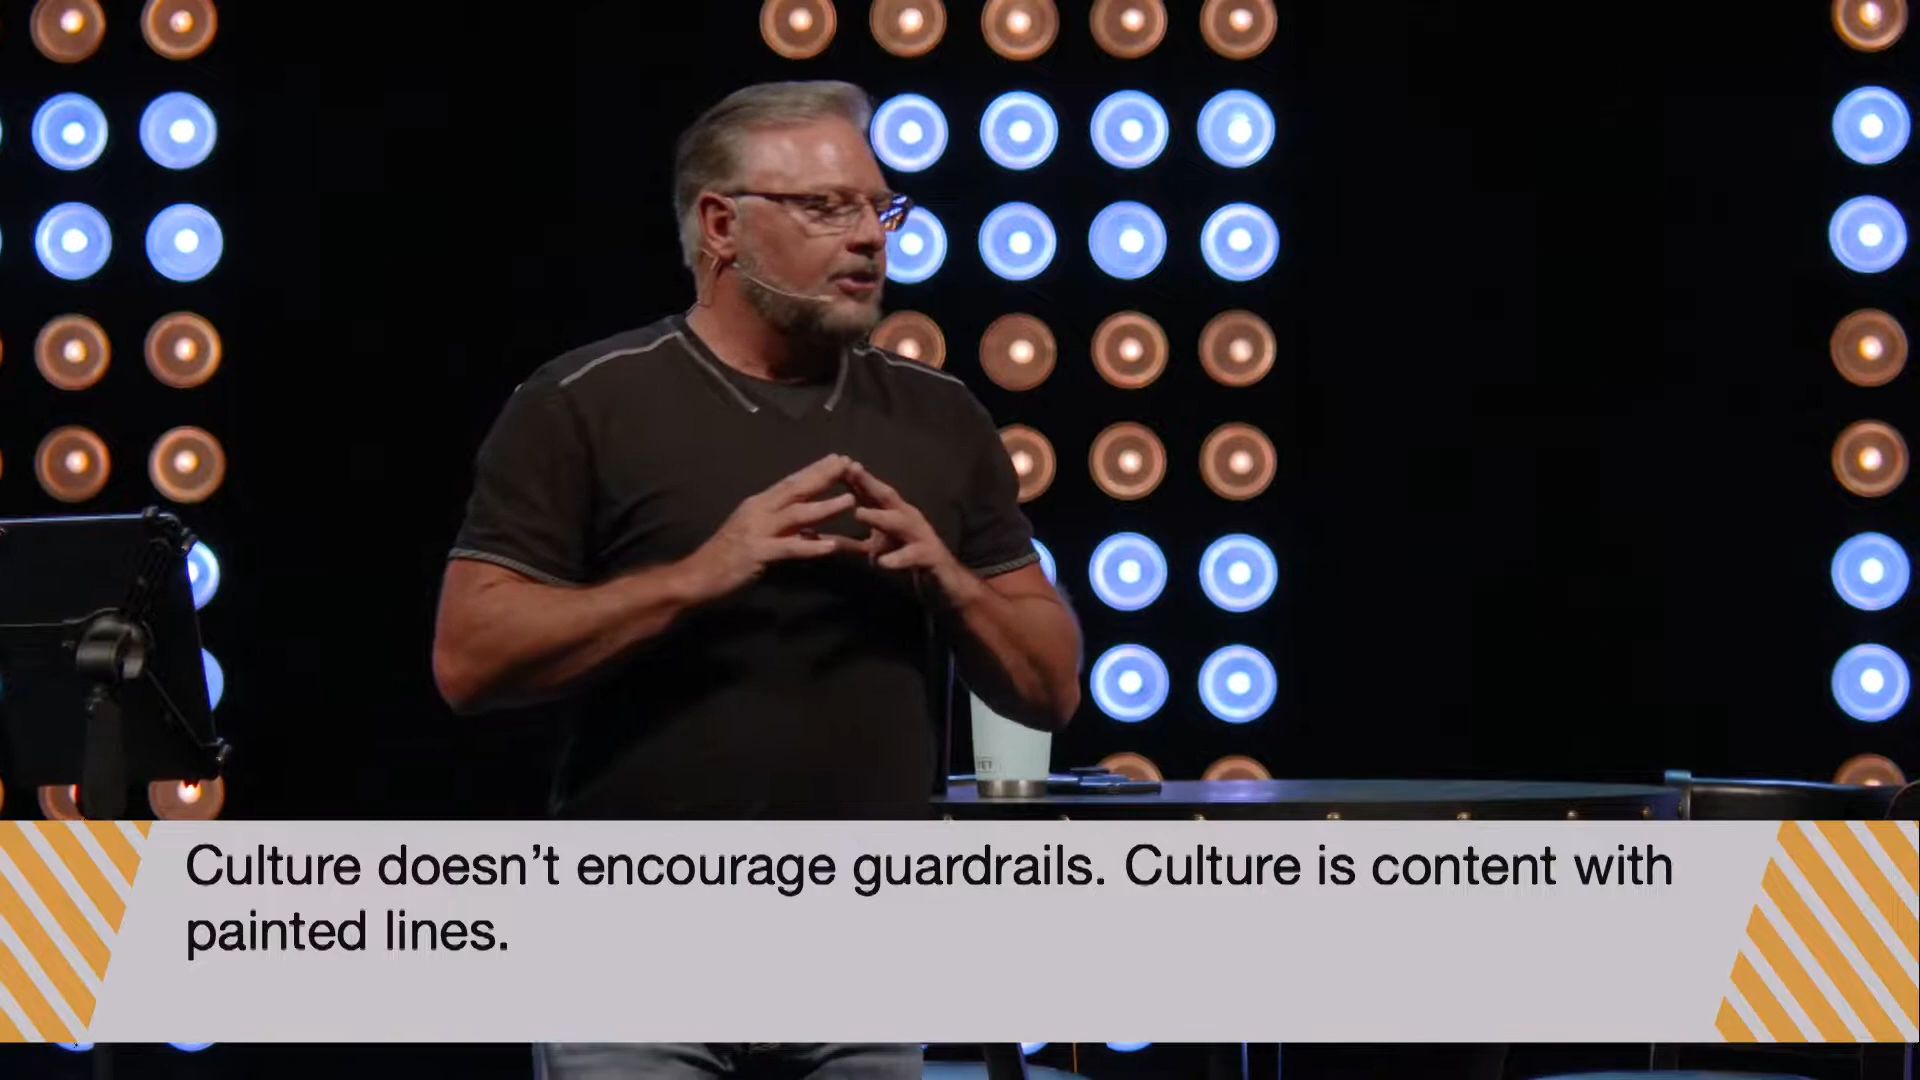 Culture doesn’t encourage guardrails. Culture is content with
painted lines.